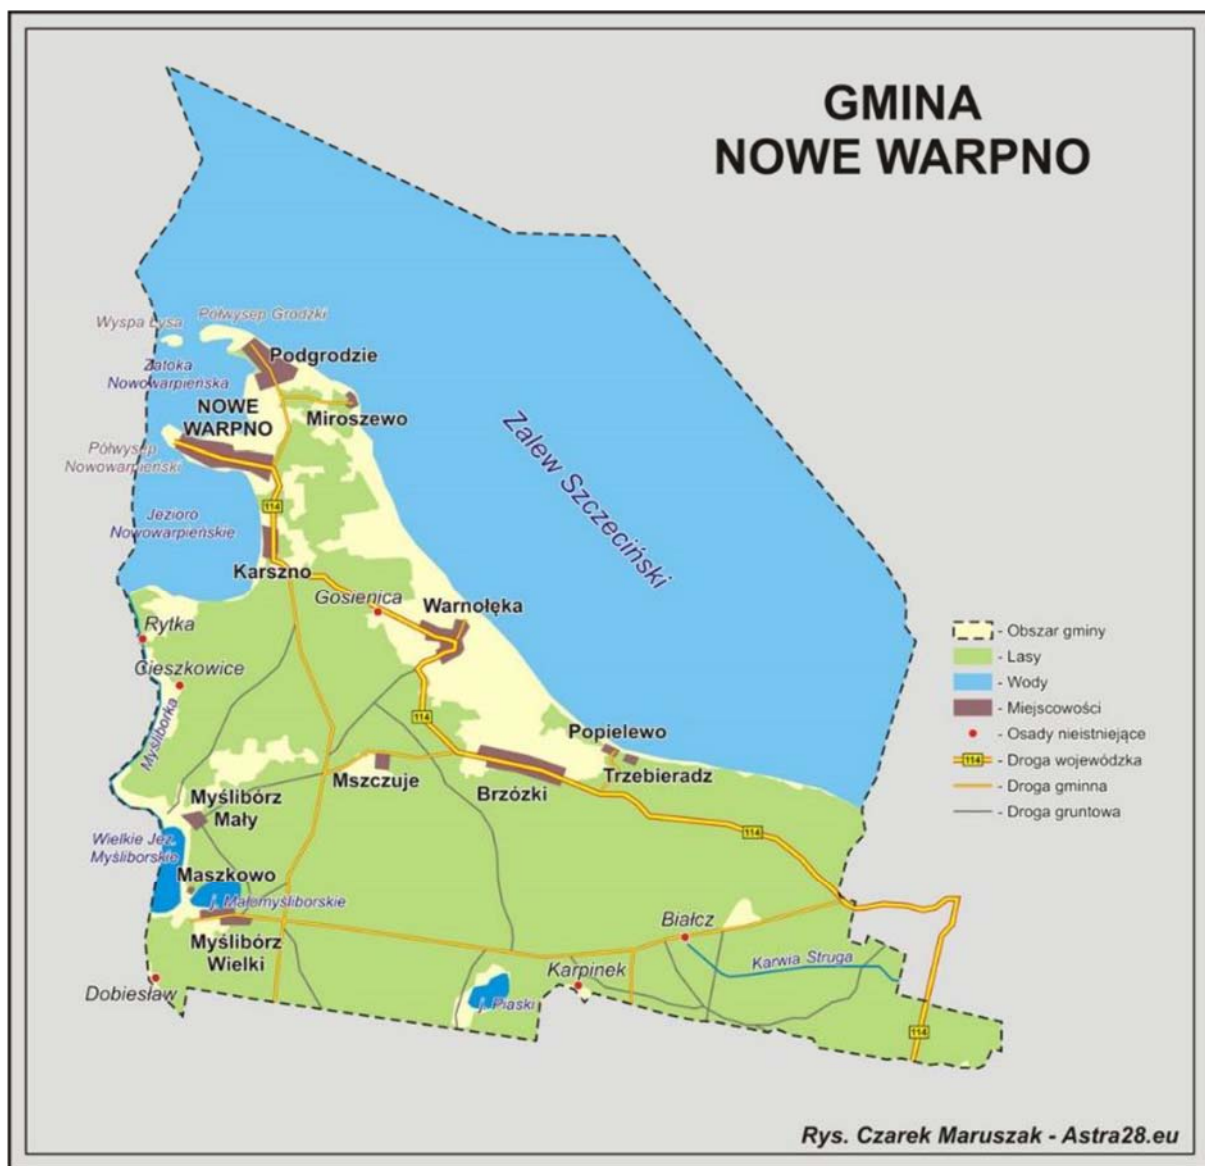 GMINA
NOWE WARPNO
Wyspa Łysa
Półwysep Grodzki
Podgrodzie
Zatoka
Nowowarpieńska
NOWE
WARPNO
Miroszewo
Półwysep
Nowowarpieński
Zalew Szczeciński
114
Jezioro
Nowowarpieńskie
Karszno
Gosienica
Warnołęka
Rytka
Cieszkowice
Myśliborka
114
Popielewo
Mszczuje
Trzebieradz
Brzózki
Myślibórz
Mały
114
Wielkie Jez.
Myśliborskie
Maszkowo
j. Małomyśliborskie
Myślibórz
Wielki
Białcz
Karwia Struga
Dobiesław
Karpinek
j. Piaski
114
- Obszar gminy
- Lasy
- Wody
- Miejscowości
- Osady nieistniejące
114 - Droga wojewódzka
- Droga gminna
- Droga gruntowa
Rys. Czarek Maruszak - Astra28.eu